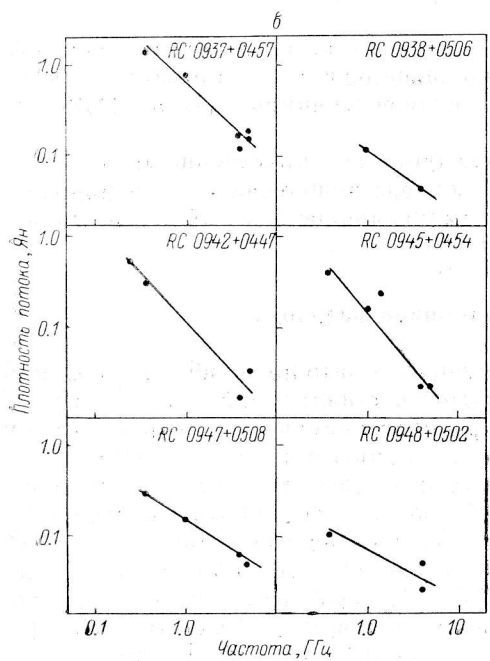 б
RC 0937+0457 RC 0938+0506
1.0
0.1
RC 0942+0447 RC 0945+0454
1.0
0.1
RC 0947+0508 RC 0948+0502
1.0
0.1
0.1 1.0 1.0 10
Частота, ГГц
Плотность потока, Ян